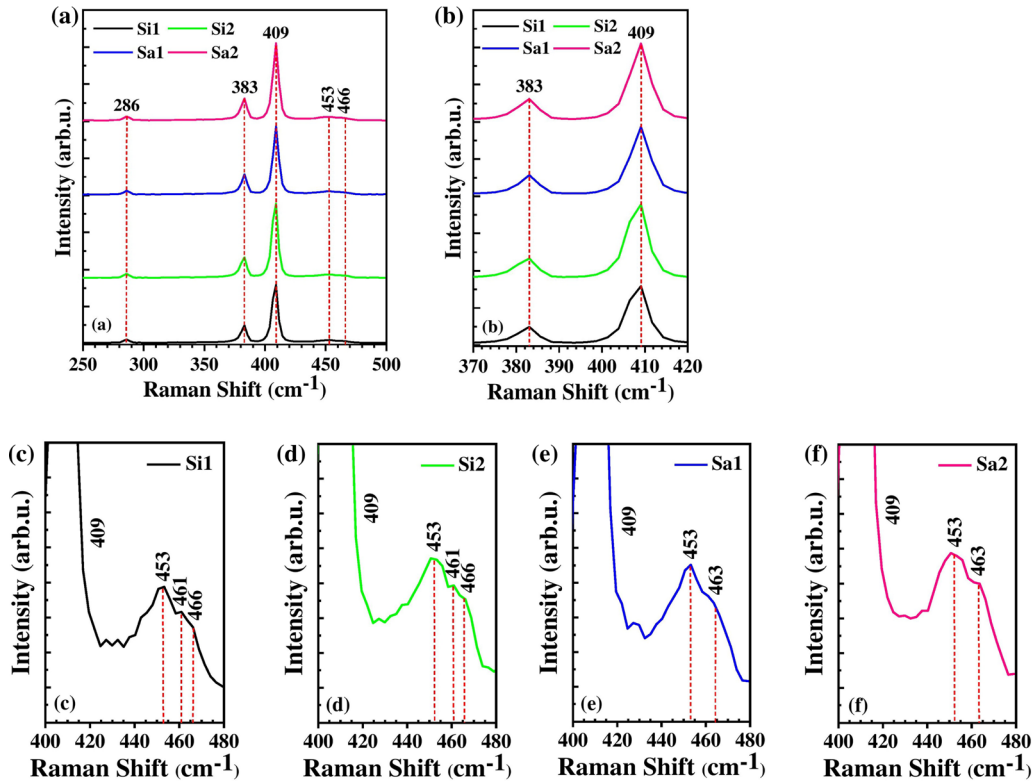 (a)
Si1 Si2
Sa1 Sa2
409
383
286
453
466
Intensity (arb.u.)
(a)
250 300 350 400 450 500
Raman Shift (cm-1)
(b)
Si1 Si2
Sa1 Sa2
409
383
Intensity (arb.u.)
(b)
370 380 390 400 410 420
Raman Shift (cm-1)
(c)
Si1
409
453
461
466
Intensity (arb.u.)
(c)
400 420 440 460 480
Raman Shift (cm-1)
(d)
Si2
409
453
461
466
Intensity (arb.u.)
(d)
400 420 440 460 480
Raman Shift (cm-1)
(e)
Sa1
409
453
463
Intensity (arb.u.)
(e)
400 420 440 460 480
Raman Shift (cm-1)
(f)
Sa2
409
453
463
Intensity (arb.u.)
(f)
400 420 440 460 480
Raman Shift (cm-1)